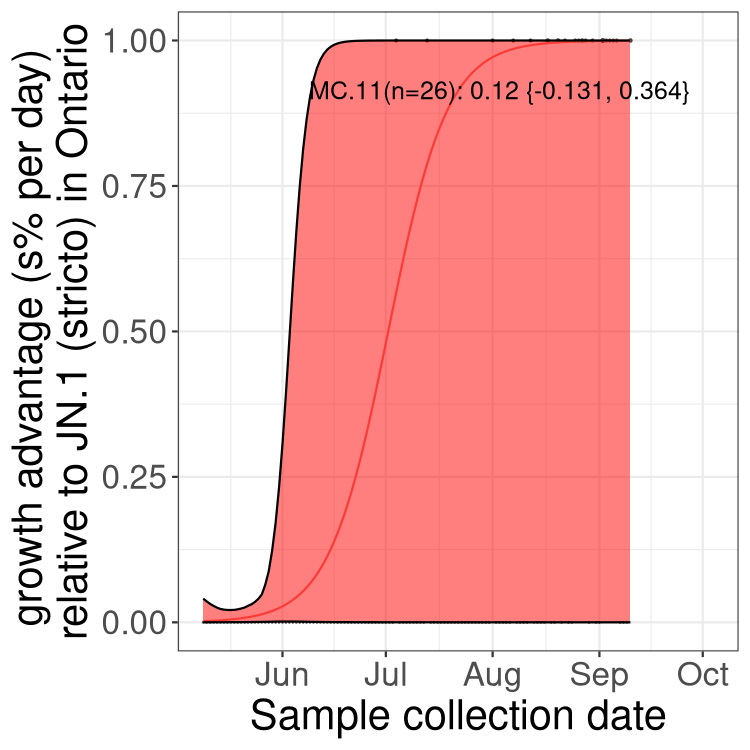 growth advantage (s% per day)
relative to JN.1 (stricto) in Ontario
1.00
0.75
0.50
0.25
0.00
MC.11(n=26): 0.12 {-0.131, 0.364}
Jun Jul Aug Sep Oct
Sample collection date